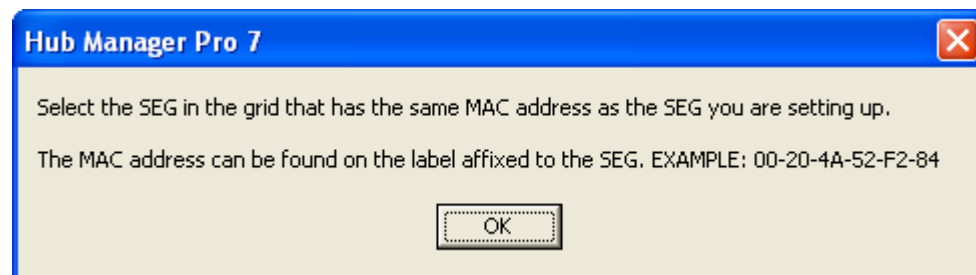 Hub Manager Pro 7
Select the SEG in the grid that has the same MAC address as the SEG you are setting up.
The MAC address can be found on the label affixed to the SEG. EXAMPLE: 00-20-4A-52-F2-84
OK